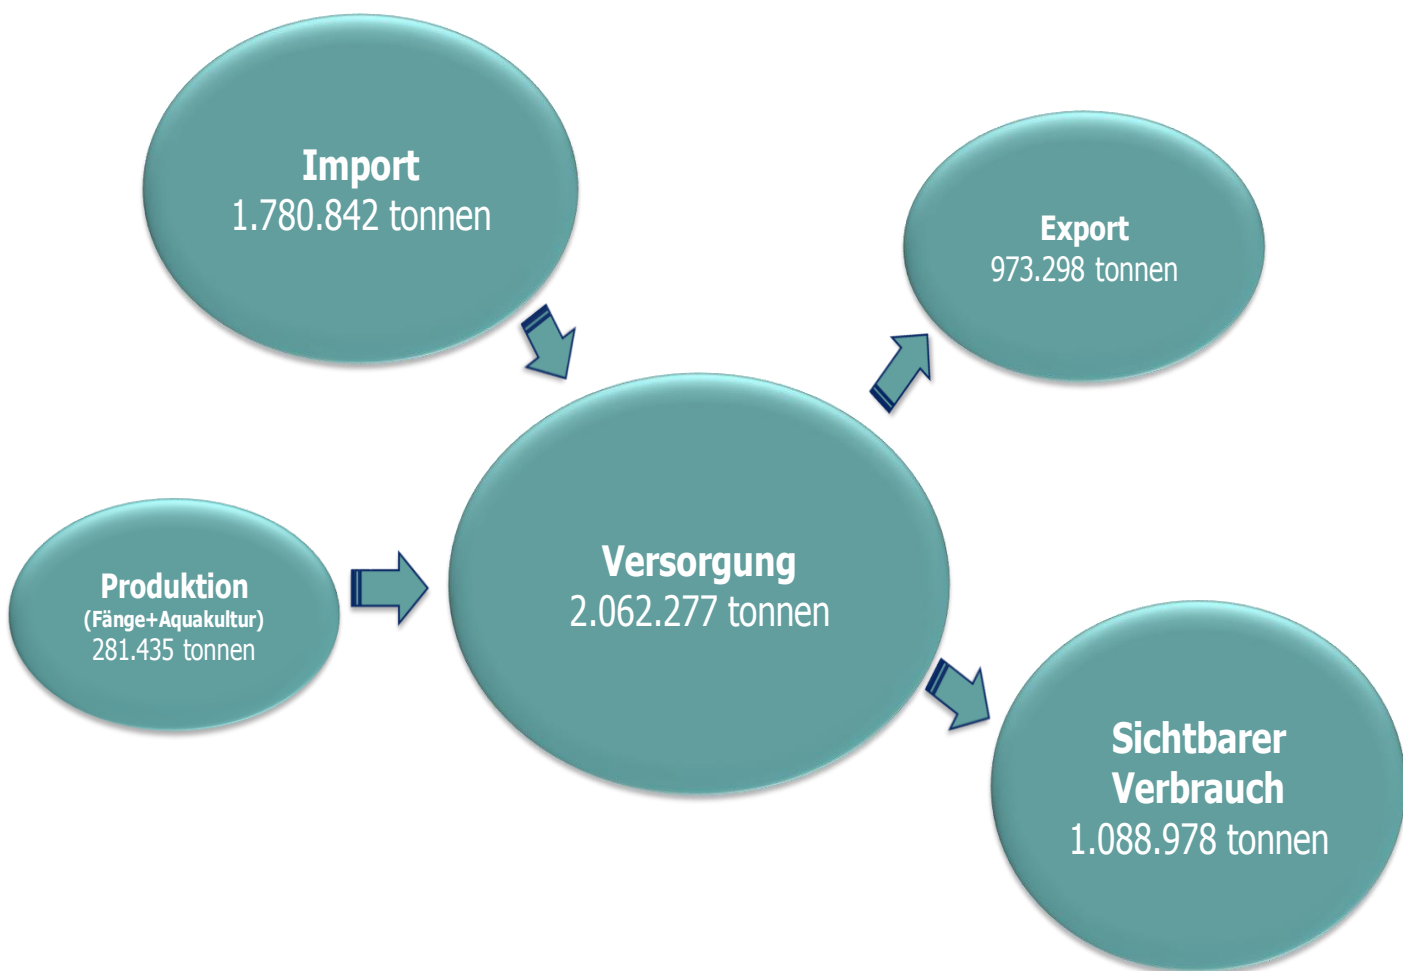 Import
1.780.842 tonnen
Export
973.298 tonnen
Produktion
(Fänge+Aquakultur)
281.435 tonnen
Versorgung
2.062.277 tonnen
Sichtbarer
Verbrauch
1.088.978 tonnen